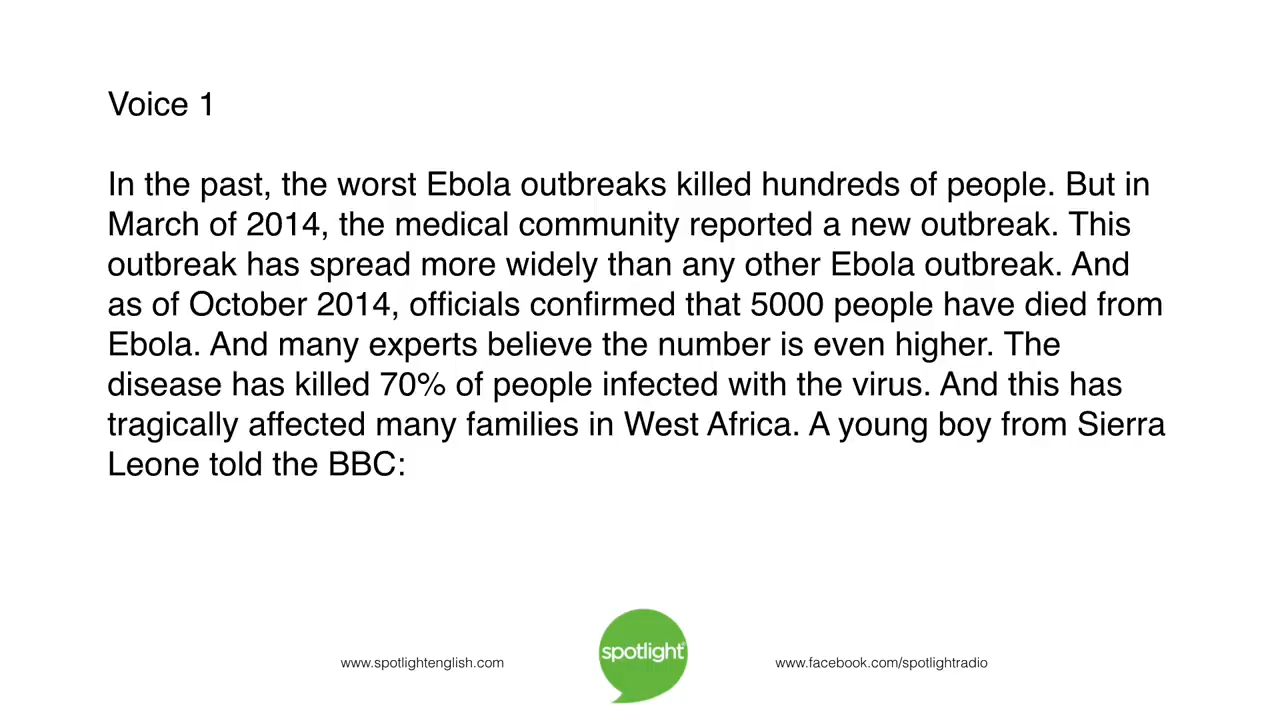 Voice 1
In the past, the worst Ebola outbreaks killed hundreds of people. But in
March of 2014, the medical community reported a new outbreak. This
outbreak has spread more widely than any other Ebola outbreak. And
as of October 2014, officials confirmed that 5000 people have died from
Ebola. And many experts believe the number is even higher. The
disease has killed 70% of people infected with the virus. And this has
tragically affected many families in West Africa. A young boy from Sierra
Leone told the BBC:
www.spotlightenglish.com
spotlight
www.facebook.com/spotlightradio